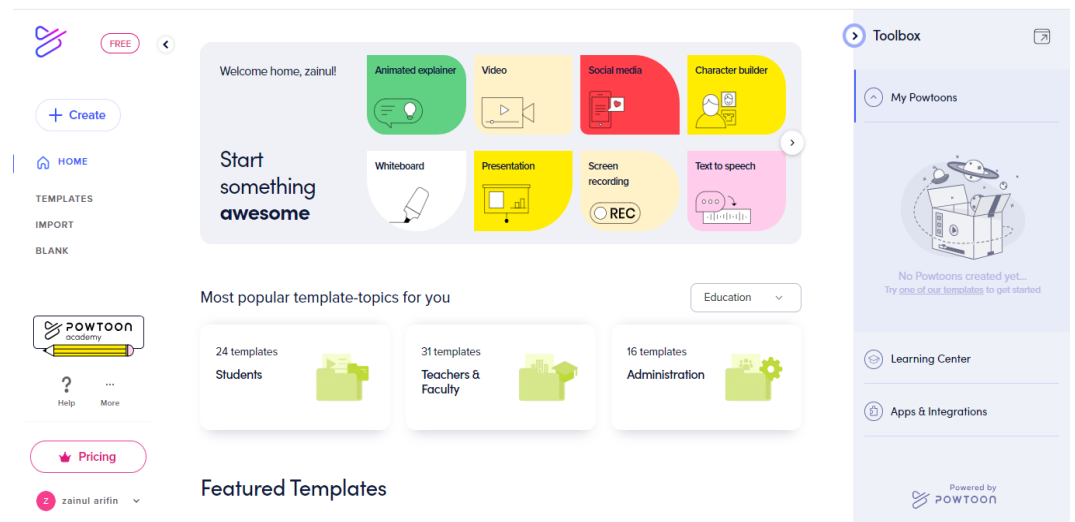 FREE
Create
HOME
TEMPLATES
IMPORT
BLANK
POWTOON
academy
?
Help
...
More
Pricing
Z
zainul arifin
Welcome home, zainul!
Start
something
awesome
Animated explainer
Video
Social media
Character builder
Whiteboard
Presentation
Screen
recording
REC
Text to speech
Most popular template-topics for you
Education
24 templates
Students
31 templates
Teachers &
Faculty
16 templates
Administration
Featured Templates
Toolbox
My Powtoons
No Powtoons created yet...
Try one of our templates to get started
Learning Center
Apps & Integrations
Powered by
POWTOON